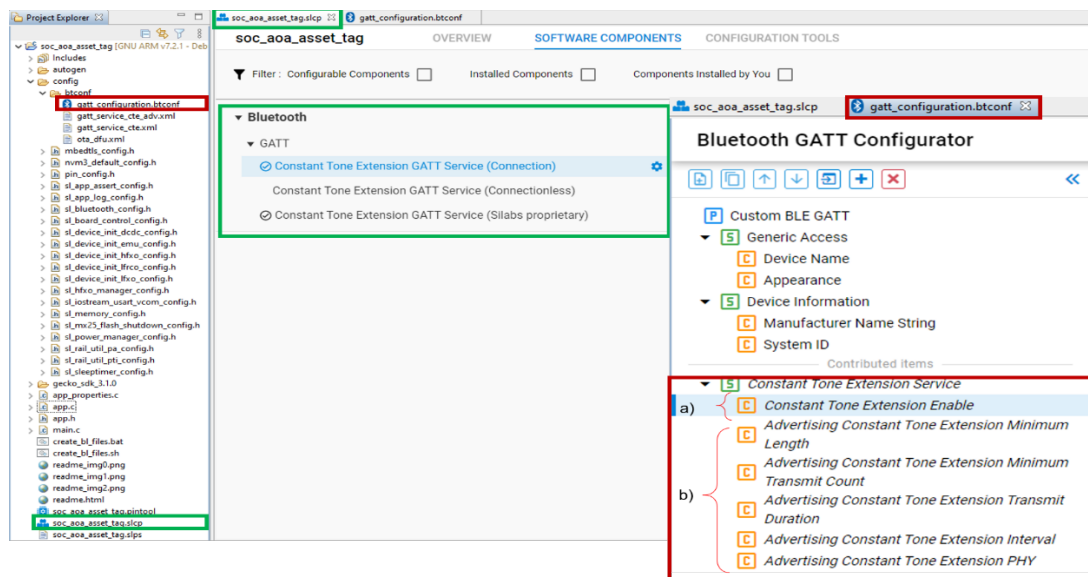 Project Explorer
soc_aoa_asset_tag [GNU ARM v7.2.1 - Deb
Includes
autogen
config
btconf
gatt_configuration.btconf
gatt_service_cte_adv.xml
gatt_service_cte.xml
ota_dfu.xml
mbedtls_config.h
nvm3_default_config.h
pin_config.h
sl_app_assert_config.h
sl_app_log_config.h
sl_bluetooth_config.h
sl_board_control_config.h
sl_device_init_dcdc_config.h
sl_device_init_emu_config.h
sl_device_init_hfxo_config.h
sl_device_init_lfrco_config.h
sl_device_init_lfxo_config.h
sl_hfxo_manager_config.h
sl_iostream_usart_vcom_config.h
sl_memory_config.h
sl_mx25_flash_shutdown_config.h
sl_power_manager_config.h
sl_rail_util_pa_config.h
sl_rail_util_pti_config.h
sl_sleeptimer_config.h
gecko_sdk_3.1.0
app_properties.c
app.c
app.h
main.c
create_bl_files.bat
create_bl_files.sh
readme_img0.png
readme_img1.png
readme_img2.png
readme.html
soc_aoa_asset_tag.pintool
soc_aoa_asset_tag.slcp
soc_aoa_asset_tag.slps
soc_aoa_asset_tag.slcp gatt_configuration.btconf
soc_aoa_asset_tag OVERVIEW SOFTWARE COMPONENTS CONFIGURATION TOOLS
Filter : Configurable Components Installed Components Components Installed by You
Bluetooth
GATT
Constant Tone Extension GATT Service (Connection)
Constant Tone Extension GATT Service (Connectionless)
Constant Tone Extension GATT Service (Silabs proprietary)
soc_aoa_asset_tag.slcp gatt_configuration.btconf
Bluetooth GATT Configurator
P Custom BLE GATT
S Generic Access
C Device Name
C Appearance
S Device Information
C Manufacturer Name String
C System ID
Contributed items
S Constant Tone Extension Service
a) C Constant Tone Extension Enable
C Advertising Constant Tone Extension Minimum
Length
C Advertising Constant Tone Extension Minimum
Transmit Count
b) C Advertising Constant Tone Extension Transmit
Duration
C Advertising Constant Tone Extension Interval
C Advertising Constant Tone Extension PHY